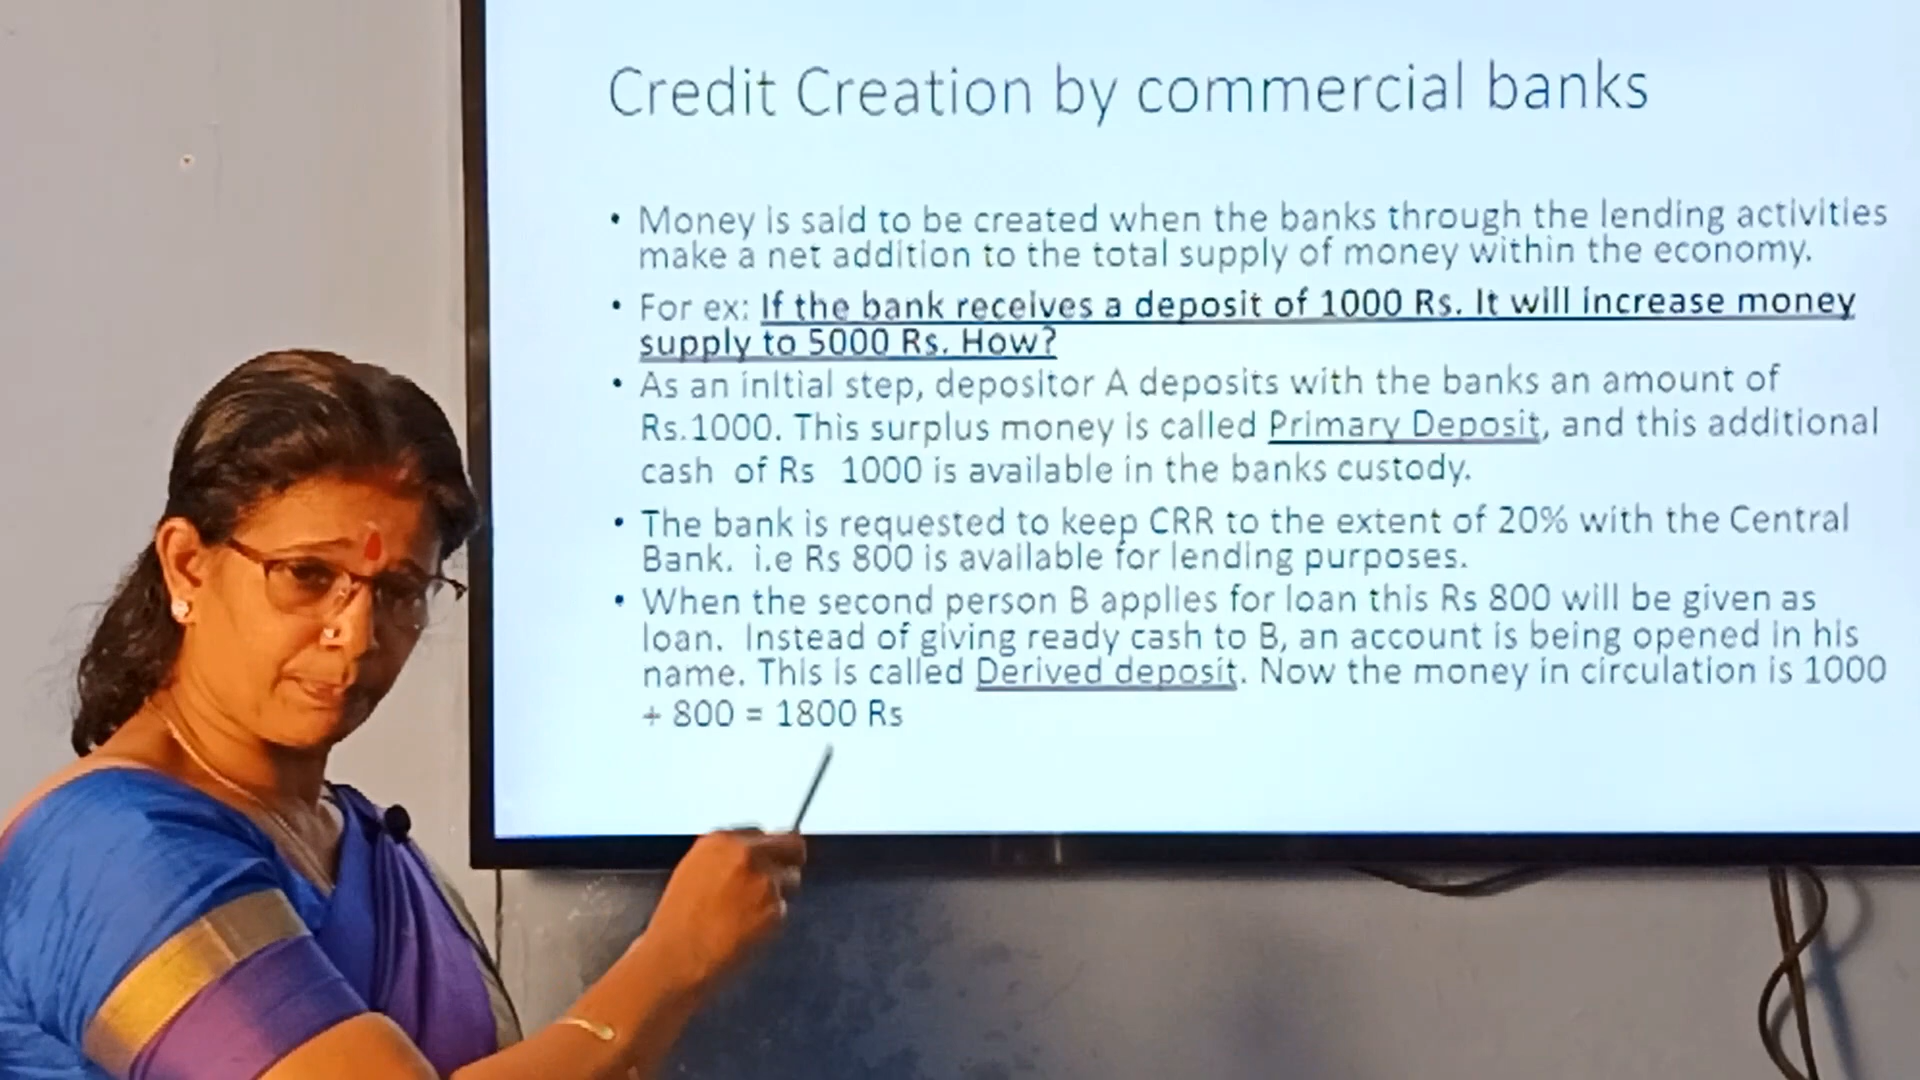 Credit Creation by commercial banks
• Money is said to be created when the banks through the lending activities
make a net addition to the total supply of money within the economy.
• For ex: If the bank receives a deposit of 1000 Rs. It will increase money
supply to 5000 Rs. How?
• As an initial step, depositor A deposits with the banks an amount of
Rs.1000. This surplus money is called Primary Deposit, and this additional
cash of Rs 1000 is available in the banks custody.
• The bank is requested to keep CRR to the extent of 20% with the Central
Bank. i.e Rs 800 is available for lending purposes.
• When the second person B applies for loan this Rs 800 will be given as
loan. Instead of giving ready cash to B, an account is being opened in his
name. This is called Derived deposit. Now the money in circulation is 1000
+ 800 = 1800 Rs